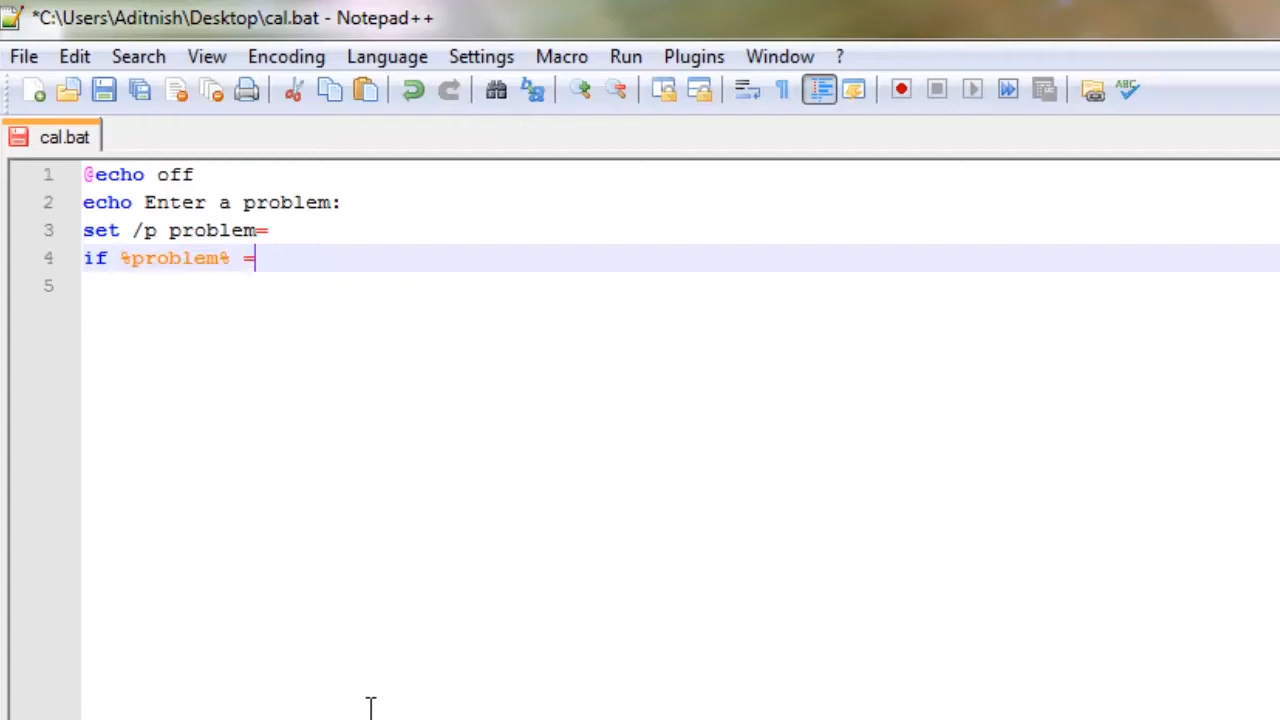 *C:\Users\Aditnish\Desktop\cal.bat - Notepad++
File Edit Search View Encoding Language Settings Macro Run Plugins Window ?
ABC
cal.bat
1 @echo off
2 echo Enter a problem:
3 set /p problem=
4 if %problem% =
5